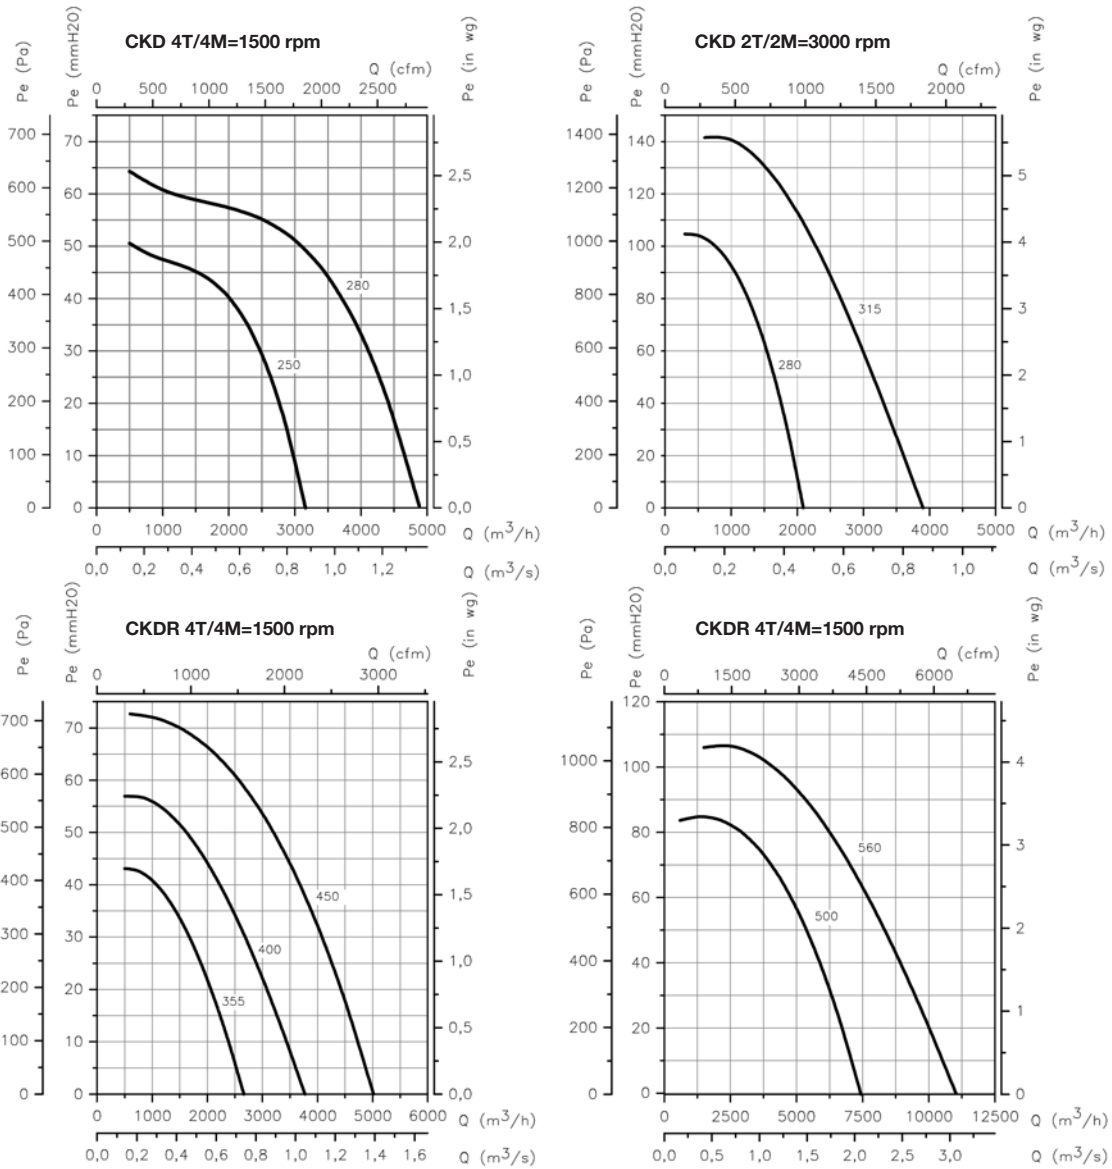 CKD 4T/4M=1500 rpm
Pe (Pa)
Pe (mmH2O)
Q (cfm)
Pe (in wg)
0 500 1000 1500 2000 2500
700 600 500 400 300 200 100 0
70 60 50 40 30 20 10 0
2,5 2,0 1,5 1,0 0,5 0,0
280
250
0 1000 2000 3000 4000 5000 Q (m³/h)
0,0 0,2 0,4 0,6 0,8 1,0 1,2 Q (m³/s)
CKD 2T/2M=3000 rpm
Pe (Pa)
Pe (mmH2O)
Q (cfm)
Pe (in wg)
0 500 1000 1500 2000
1400 1200 1000 800 600 400 200 0
140 120 100 80 60 40 20 0
5 4 3 2 1 0
315
280
0 1000 2000 3000 4000 5000 Q (m³/h)
0,0 0,2 0,4 0,6 0,8 1,0 Q (m³/s)
CKDR 4T/4M=1500 rpm
Pe (Pa)
Pe (mmH2O)
Q (cfm)
Pe (in wg)
0 1000 2000 3000
700 600 500 400 300 200 100 0
70 60 50 40 30 20 10 0
2,5 2,0 1,5 1,0 0,5 0,0
450
400
355
0 1000 2000 3000 4000 5000 6000 Q (m³/h)
0,0 0,2 0,4 0,6 0,8 1,0 1,2 1,4 1,6 Q (m³/s)
CKDR 4T/4M=1500 rpm
Pe (Pa)
Pe (mmH2O)
Q (cfm)
Pe (in wg)
0 1500 3000 4500 6000
1000 800 600 400 200 0
120 100 80 60 40 20 0
4 3 2 1 0
560
500
0 2500 5000 7500 10000 12500 Q (m³/h)
0,0 0,5 1,0 1,5 2,0 2,5 3,0 Q (m³/s)